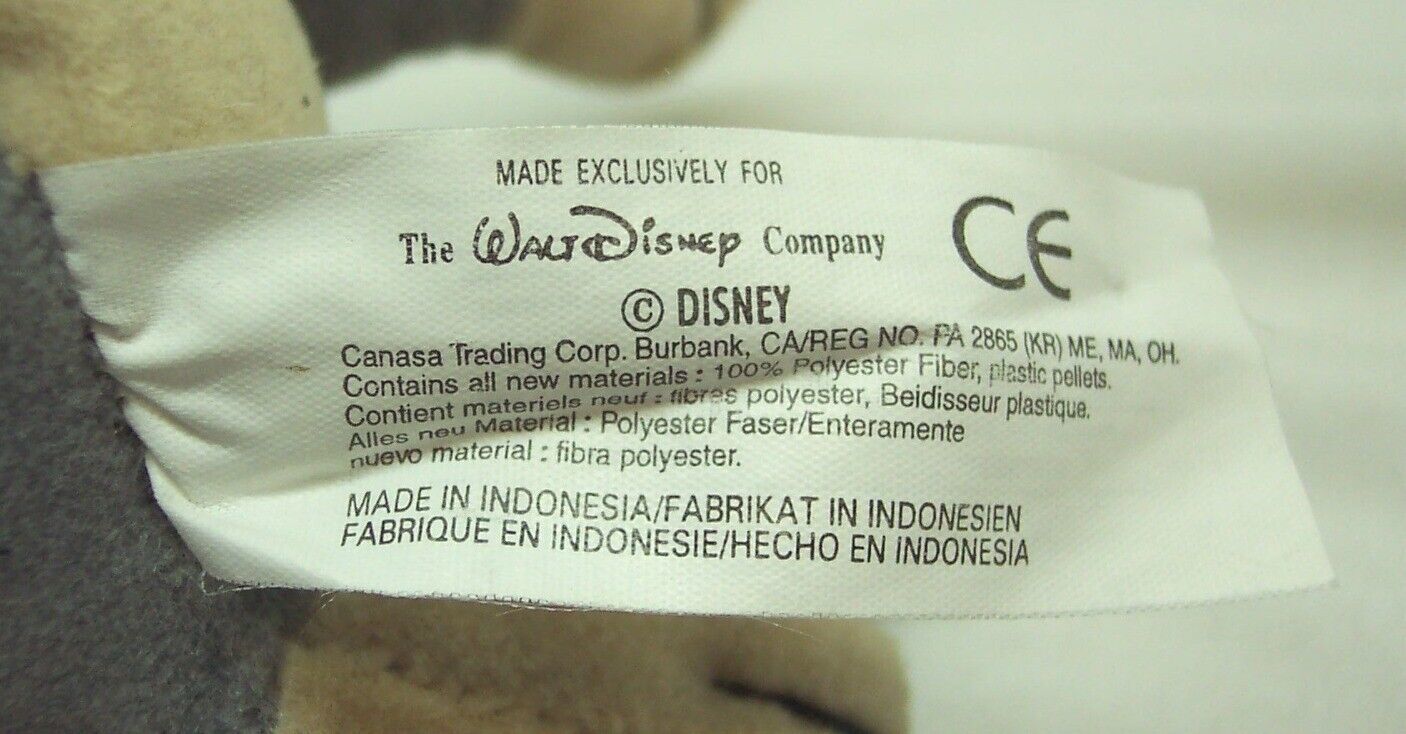 MADE EXCLUSIVELY FOR
The WALT DISNEY Company
CE
© DISNEY
Canasa Trading Corp. Burbank, CA/REG NO. PA 2865 (KR) ME, MA, OH.
Contains all new materials : 100% Polyester Fiber, plastic pellets.
Contient materiels neuf : fibres polyester, Beidisseur plastique.
Alles neu Material : Polyester Faser/Enteramente
nuevo material : fibra polyester.
MADE IN INDONESIA/FABRIKAT IN INDONESIEN
FABRIQUE EN INDONESIE/HECHO EN INDONESIA